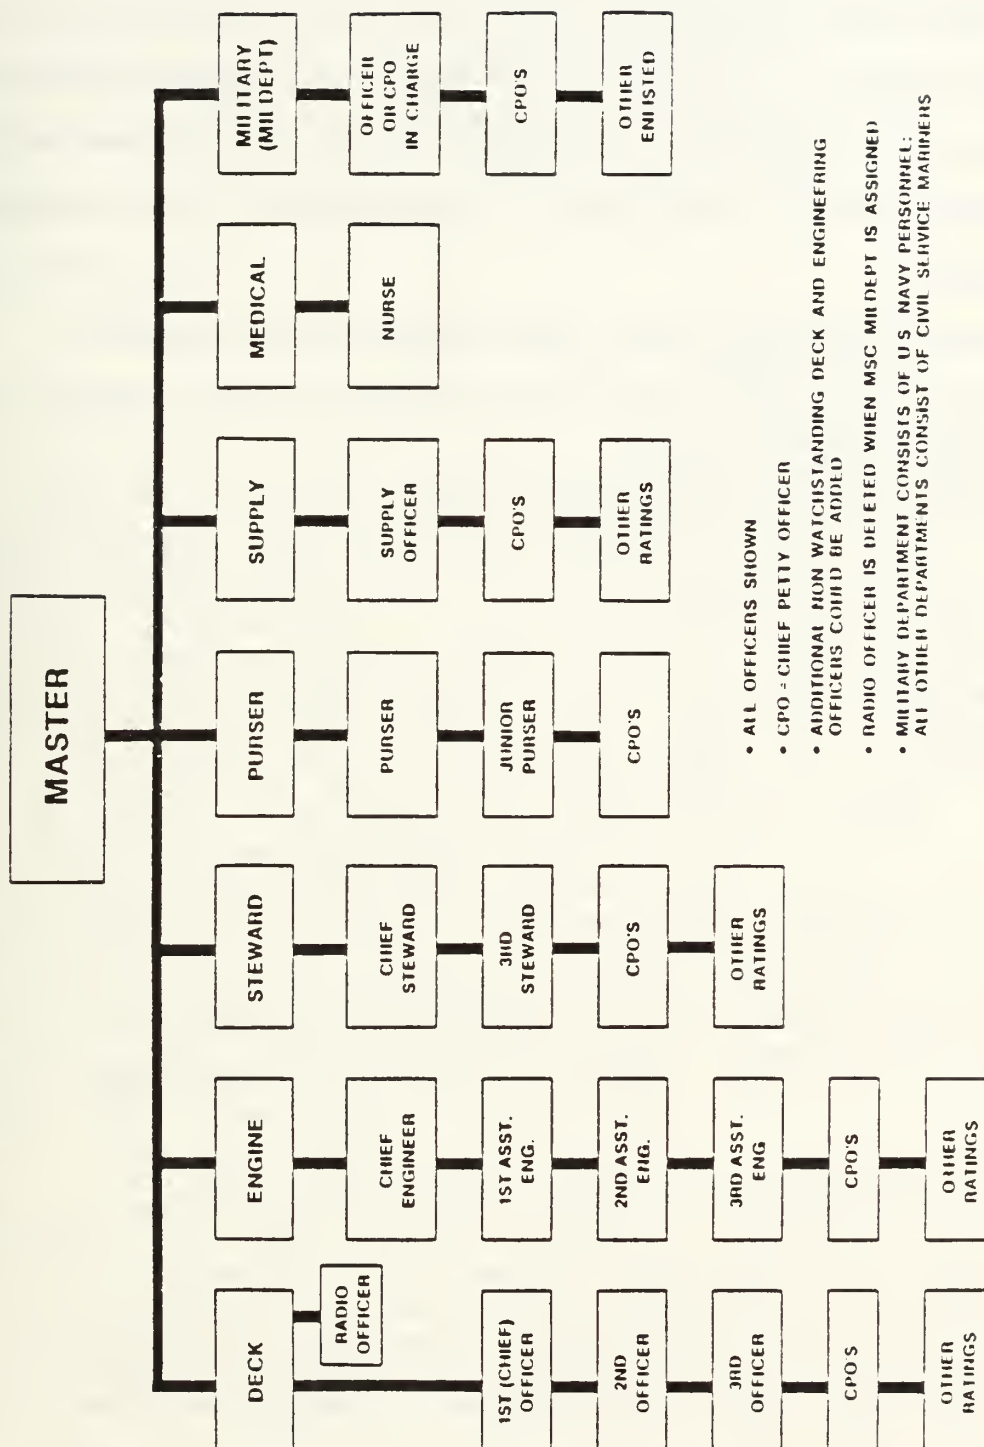 MASTER
DECK
RADIO
OFFICER
1ST (CHIEF)
OFFICER
2ND
OFFICER
3RD
OFFICER
CPO'S
OTHER
RATINGS
ENGINE
CHIEF
ENGINEER
1ST ASST.
ENG.
2ND ASST.
ENG.
3RD ASST.
ENG
CPO'S
OTHER
RATINGS
STEWARD
CHIEF
STEWARD
3RD
STEWARD
CPO'S
OTHER
RATINGS
PURSER
PURSER
JUNIOR
PURSER
CPO'S
SUPPLY
SUPPLY
OFFICER
CPO'S
OTHER
RATINGS
MEDICAL
NURSE
MILITARY
(MILDEPT)
OFFICER
OR CPO
IN CHARGE
CPO'S
OTHER
ENLISTED
• ALL OFFICERS SHOWN
• CPO = CHIEF PETTY OFFICER
• ADDITIONAL NON WATCHSTANDING DECK AND ENGINEERING
OFFICERS COULD BE ADDED
• RADIO OFFICER IS DELETED WHEN MSC MILDEPT IS ASSIGNED
• MILITARY DEPARTMENT CONSISTS OF U S NAVY PERSONNEL;
ALL OTHER DEPARTMENTS CONSIST OF CIVIL SERVICE MARINERS